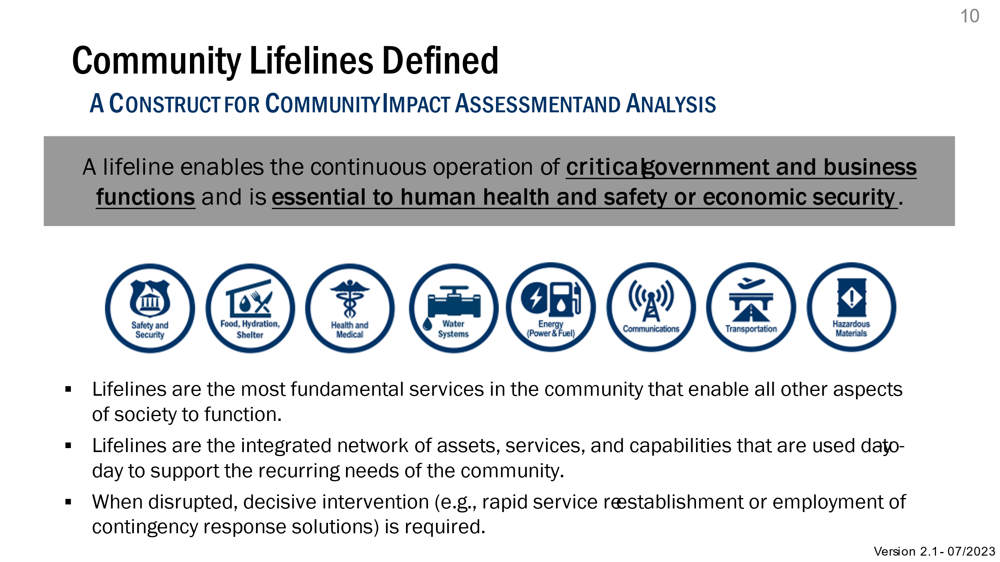 10
Community Lifelines Defined
A CONSTRUCT FOR COMMUNITY IMPACT ASSESSMENT AND ANALYSIS
A lifeline enables the continuous operation of critical government and business
functions and is essential to human health and safety or economic security.
Safety and
Security
Food, Hydration,
Shelter
Health and
Medical
Water
Systems
Energy
(Power & Fuel)
Communications
Transportation
Hazardous
Materials
▪ Lifelines are the most fundamental services in the community that enable all other aspects
of society to function.
▪ Lifelines are the integrated network of assets, services, and capabilities that are used day-to-
day to support the recurring needs of the community.
▪ When disrupted, decisive intervention (e.g., rapid service reestablishment or employment of
contingency response solutions) is required.
Version 2.1- 07/2023